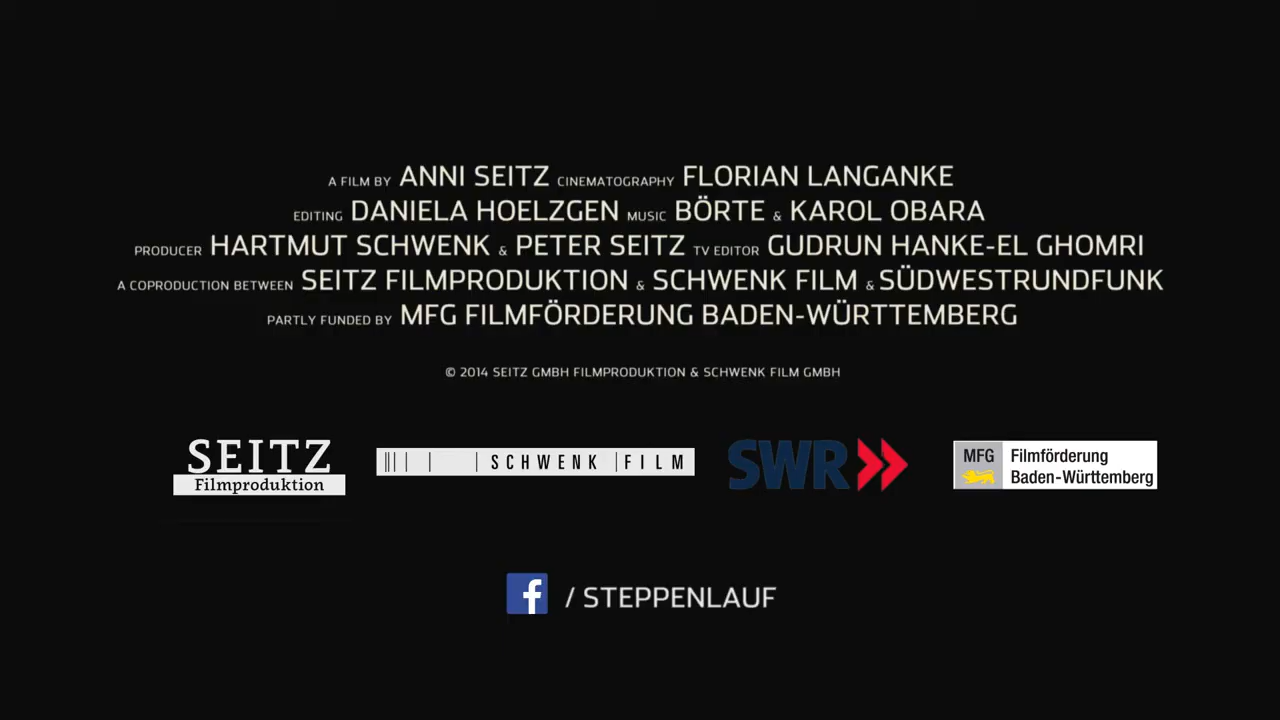 A FILM BY ANNI SEITZ CINEMATOGRAPHY FLORIAN LANGANKE
EDITING DANIELA HOELZGEN MUSIC BÖRTE & KAROL OBARA
PRODUCER HARTMUT SCHWENK & PETER SEITZ TV EDITOR GUDRUN HANKE-EL GHOMRI
A COPRODUCTION BETWEEN SEITZ FILMPRODUKTION & SCHWENK FILM & SÜDWESTRUNDFUNK
PARTLY FUNDED BY MFG FILMFÖRDERUNG BADEN-WÜRTTEMBERG
© 2014 SEITZ GMBH FILMPRODUKTION & SCHWENK FILM GMBH
SEITZ
Filmproduktion
SCHWENK FILM
SWR
MFG Filmförderung
Baden-Württemberg
f / STEPPENLAUF